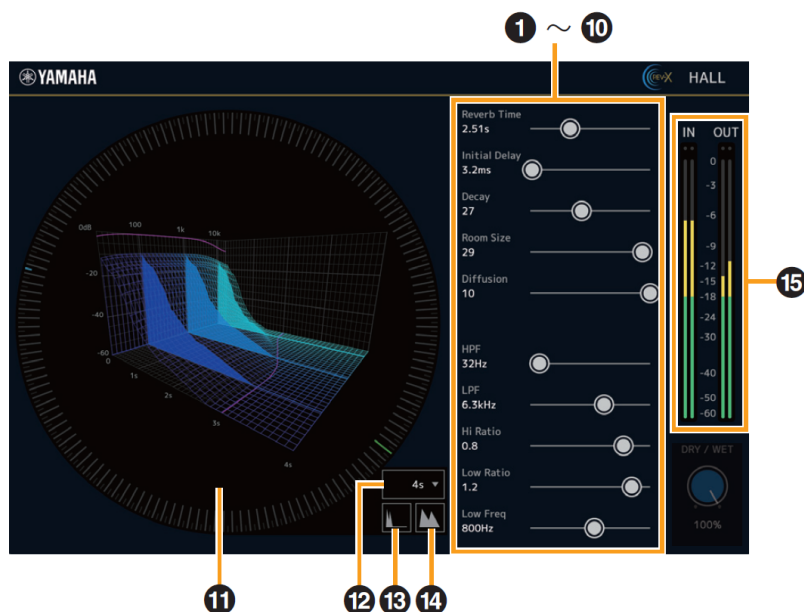 1 ～ 10
YAMAHA
REV-X HALL
Reverb Time
2.51s
Initial Delay
3.2ms
Decay
27
Room Size
29
Diffusion
10
HPF
32Hz
LPF
6.3kHz
Hi Ratio
0.8
Low Ratio
1.2
Low Freq
800Hz
IN OUT
0
-3
-6
-9
-12
-15
-18
-24
-30
-40
-50
-60
15
DRY / WET
100%
0dB 100 1k 10k
-20
-40
-60
0
1s
2s
3s
4s
4s
11 12 13 14